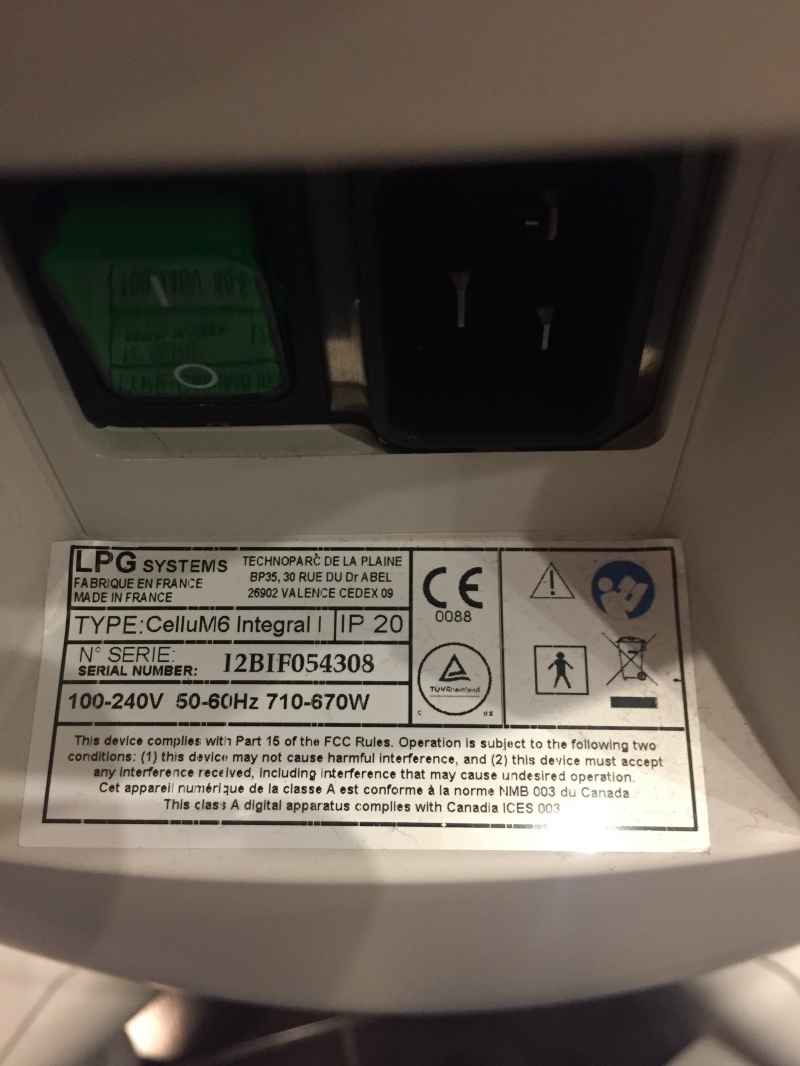 LPG SYSTEMS
FABRIQUE EN FRANCE
MADE IN FRANCE
TECHNOPARC DE LA PLAINE
BP35, 30 RUE DU Dr ABEL
26902 VALENCE CEDEX 09
TYPE:CelluM6 Integral I
IP 20
N° SERIE:
SERIAL NUMBER: 12BIF054308
100-240V 50-60Hz 710-670W
CE
0088
TÜVRheinland
C US
This device complies with Part 15 of the FCC Rules. Operation is subject to the following two
conditions: (1) this device may not cause harmful interference, and (2) this device must accept
any interference received, including interference that may cause undesired operation.
Cet appareil numérique de la classe A est conforme à la norme NMB 003 du Canada
This class A digital apparatus complies with Canadia ICES 003